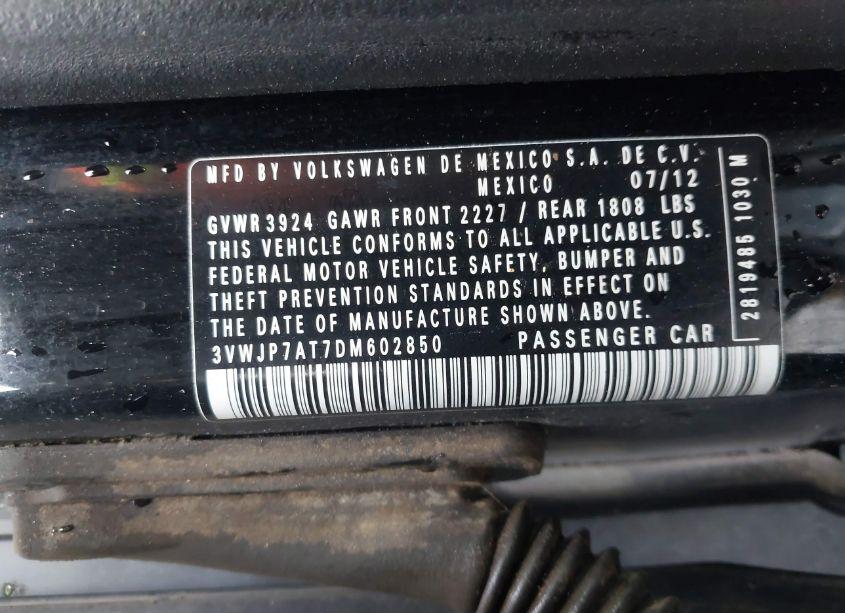 MFD BY VOLKSWAGEN DE MEXICO S.A. DE C.V.
MEXICO 07/12
GVWR 3924 GAWR FRONT 2227 / REAR 1808 LBS
THIS VEHICLE CONFORMS TO ALL APPLICABLE U.S.
FEDERAL MOTOR VEHICLE SAFETY, BUMPER AND
THEFT PREVENTION STANDARDS IN EFFECT ON
THE DATE OF MANUFACTURE SHOWN ABOVE.
3VWJP7AT7DM602850 PASSENGER CAR
2819485 1030 M